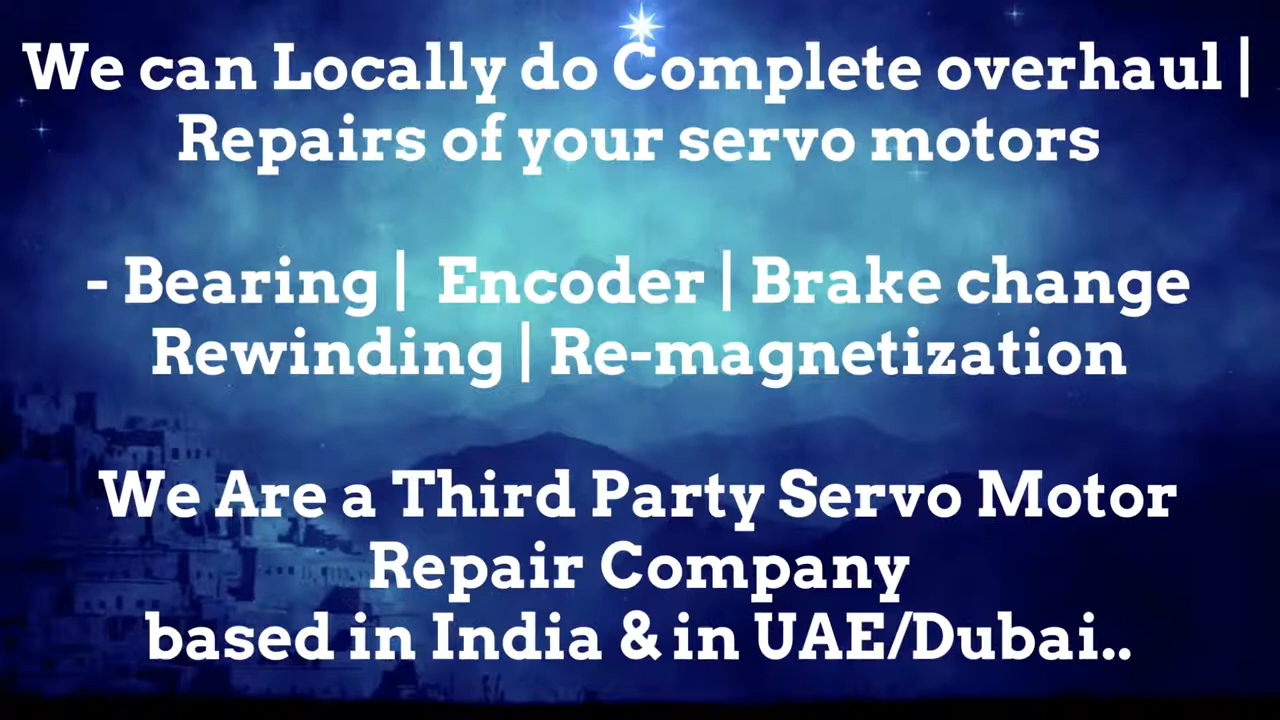 We can Locally do Complete overhaul |
Repairs of your servo motors
- Bearing | Encoder | Brake change
Rewinding | Re-magnetization
We Are a Third Party Servo Motor
Repair Company
based in India & in UAE/Dubai..